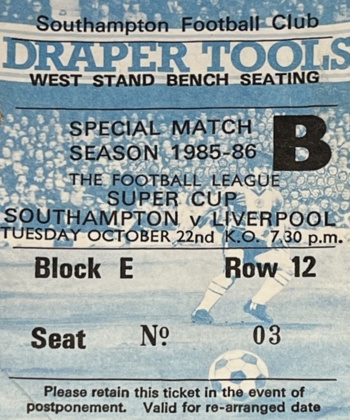 Southampton Football Club
DRAPER TOOLS
WEST STAND BENCH SEATING
SPECIAL MATCH B
SEASON 1985-86
THE FOOTBALL LEAGUE
SUPER CUP
SOUTHAMPTON v LIVERPOOL
TUESDAY OCTOBER 22nd K.O. 7.30 p.m.
Block E Row 12
Seat Nº 03
Please retain this ticket in the event of
postponement. Valid for re-arranged date